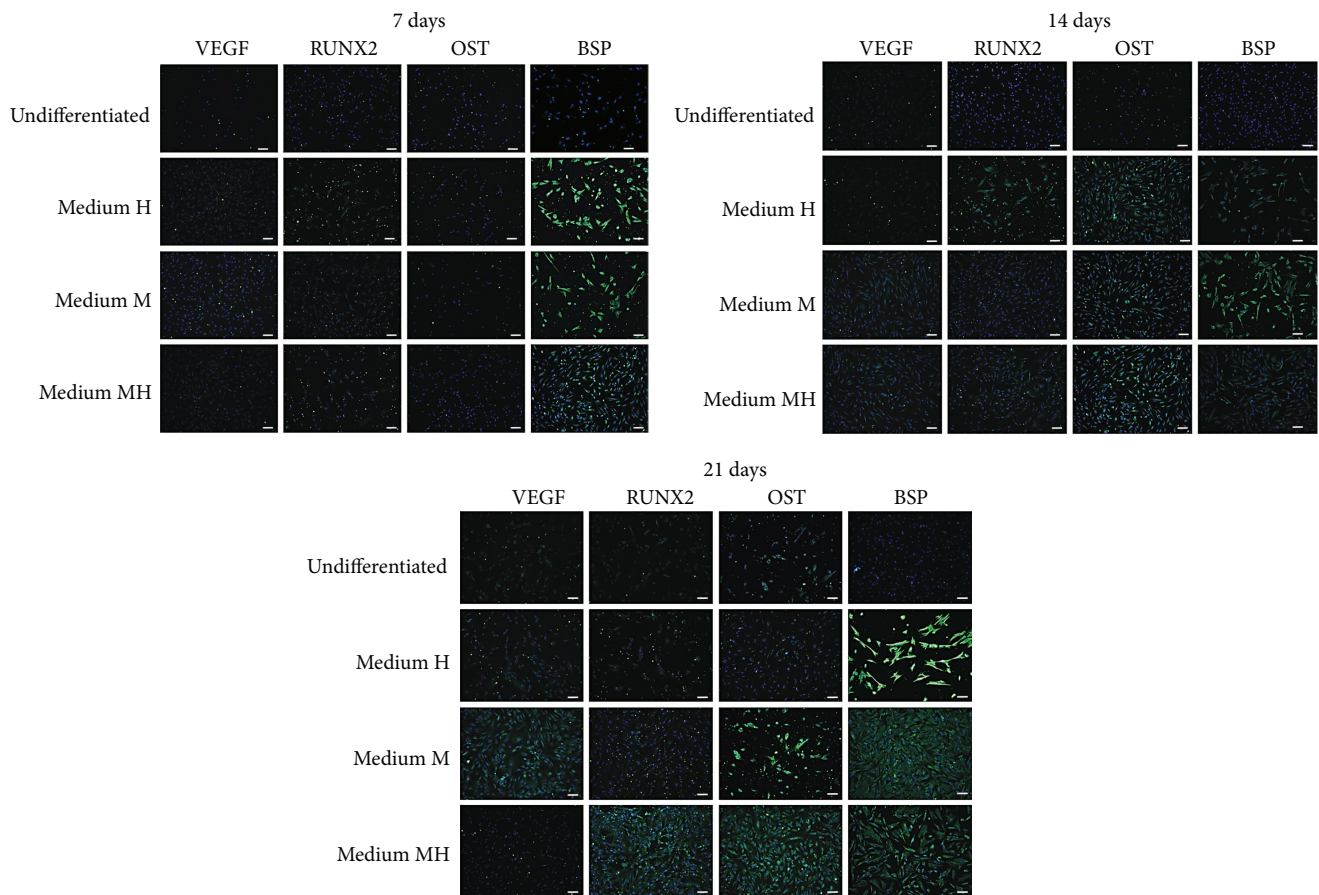 7 days
VEGF RUNX2 OST BSP
Undifferentiated
Medium H
Medium M
Medium MH
14 days
VEGF RUNX2 OST BSP
Undifferentiated
Medium H
Medium M
Medium MH
21 days
VEGF RUNX2 OST BSP
Undifferentiated
Medium H
Medium M
Medium MH